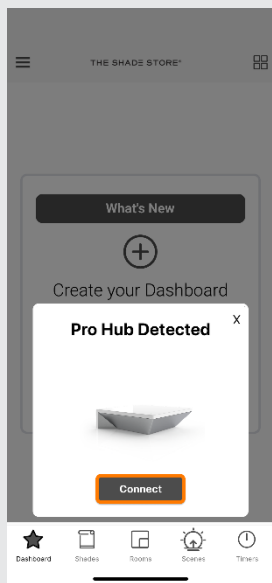 THE SHADE STORE®
What's New
Create your Dashboard
X
Pro Hub Detected
Connect
Dashboard
Shades
Rooms
Scenes
Timers